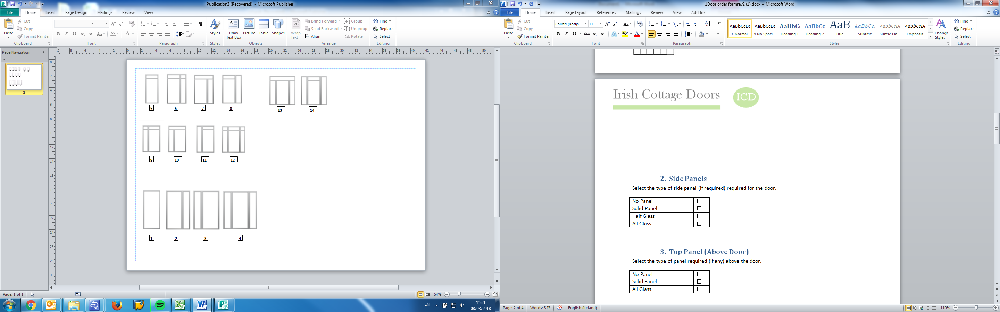 Publication3 (Recovered) - Microsoft Publisher
File Home Insert Page Design Mailings Review View
Paste
Cut
Copy
Format Painter
Clipboard
Font
Paragraph
Styles
Styles
Draw Text Box
Picture
Table
Shapes
Objects
Wrap Text
Bring Forward
Send Backward
Align
Group
Ungroup
Rotate
Arrange
Find
Replace
Select
Editing
Page Navigation
1
5 6 7 8 13 14
9 10 11 12
1 2 3 4
Page: 1 of 1
54%
EN
15:21
08/03/2018
1Door order formrev2 (1).docx - Microsoft Word
File Home Insert Page Layout References Mailings Review View Add-Ins
Paste
Cut
Copy
Format Painter
Clipboard
Calibri (Body) 11
Font
Paragraph
AaBbCcDc AaBbCcDc AaBbC AaBbCc AaB AaBbCc. AaBbCcDc AaBbCcDc
¶ Normal ¶ No Spaci... Heading 1 Heading 2 Title Subtitle Subtle Em... Emphasis
Change Styles
Styles
Find
Replace
Select
Editing
Irish Cottage Doors ICD
2. Side Panels
Select the type of side panel (if required) required for the door.
No Panel
Solid Panel
Half Glass
All Glass
3. Top Panel (Above Door)
Select the type of panel required (if any) above the door.
No Panel
Solid Panel
All Glass
Page: 2 of 4 Words: 323 English (Ireland)
110%